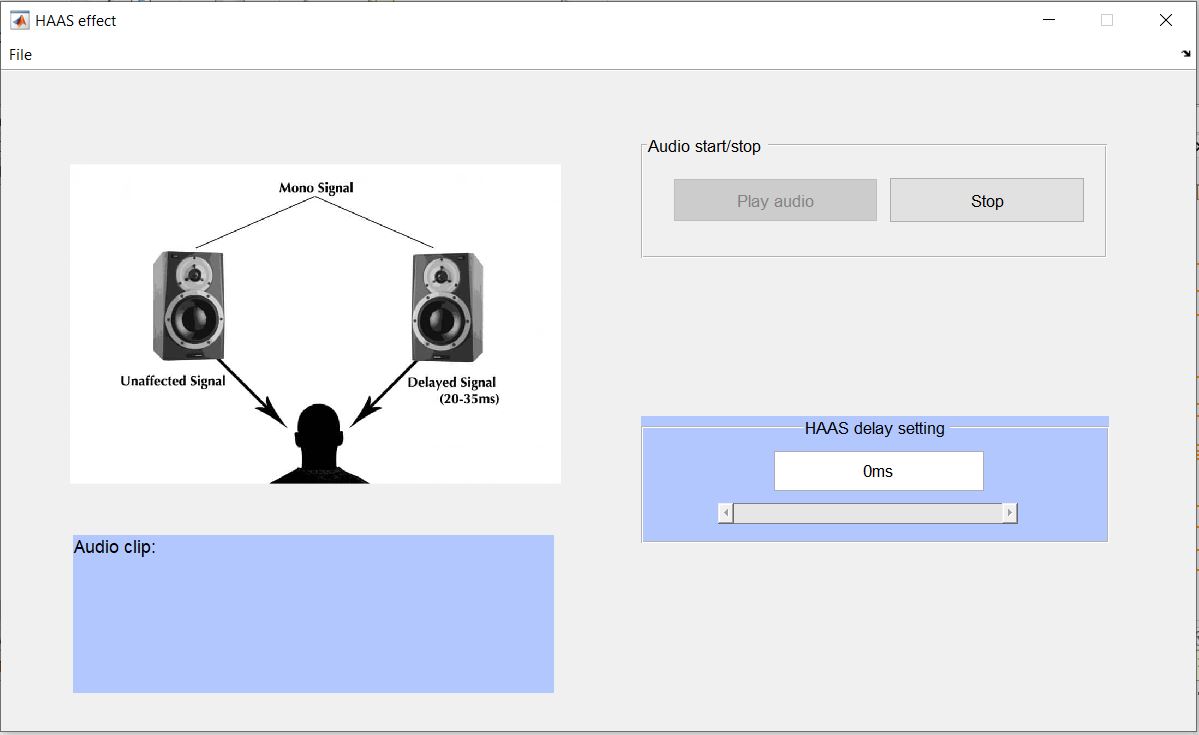 HAAS effect
File
Mono Signal
Unaffected Signal
Delayed Signal
(20-35ms)
Audio clip:
Audio start/stop
Play audio
Stop
HAAS delay setting
0ms